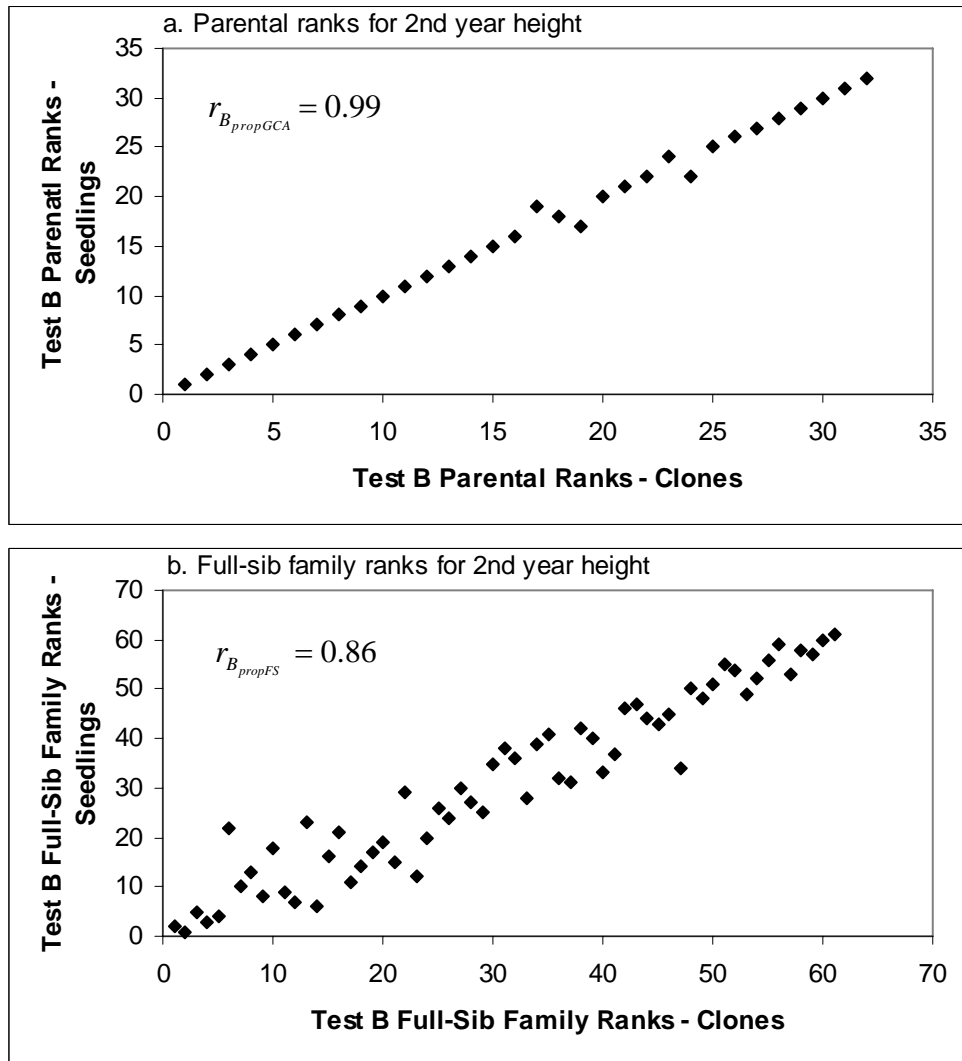 a. Parental ranks for 2nd year height
Test B Parenatl Ranks -
Seedlings
35
30
25
20
15
10
5
0
r_{B_{propGCA}} = 0.99
0 5 10 15 20 25 30 35
Test B Parental Ranks - Clones
b. Full-sib family ranks for 2nd year height
Test B Full-Sib Family Ranks -
Seedlings
70
60
50
40
30
20
10
0
r_{B_{propFS}} = 0.86
0 10 20 30 40 50 60 70
Test B Full-Sib Family Ranks - Clones